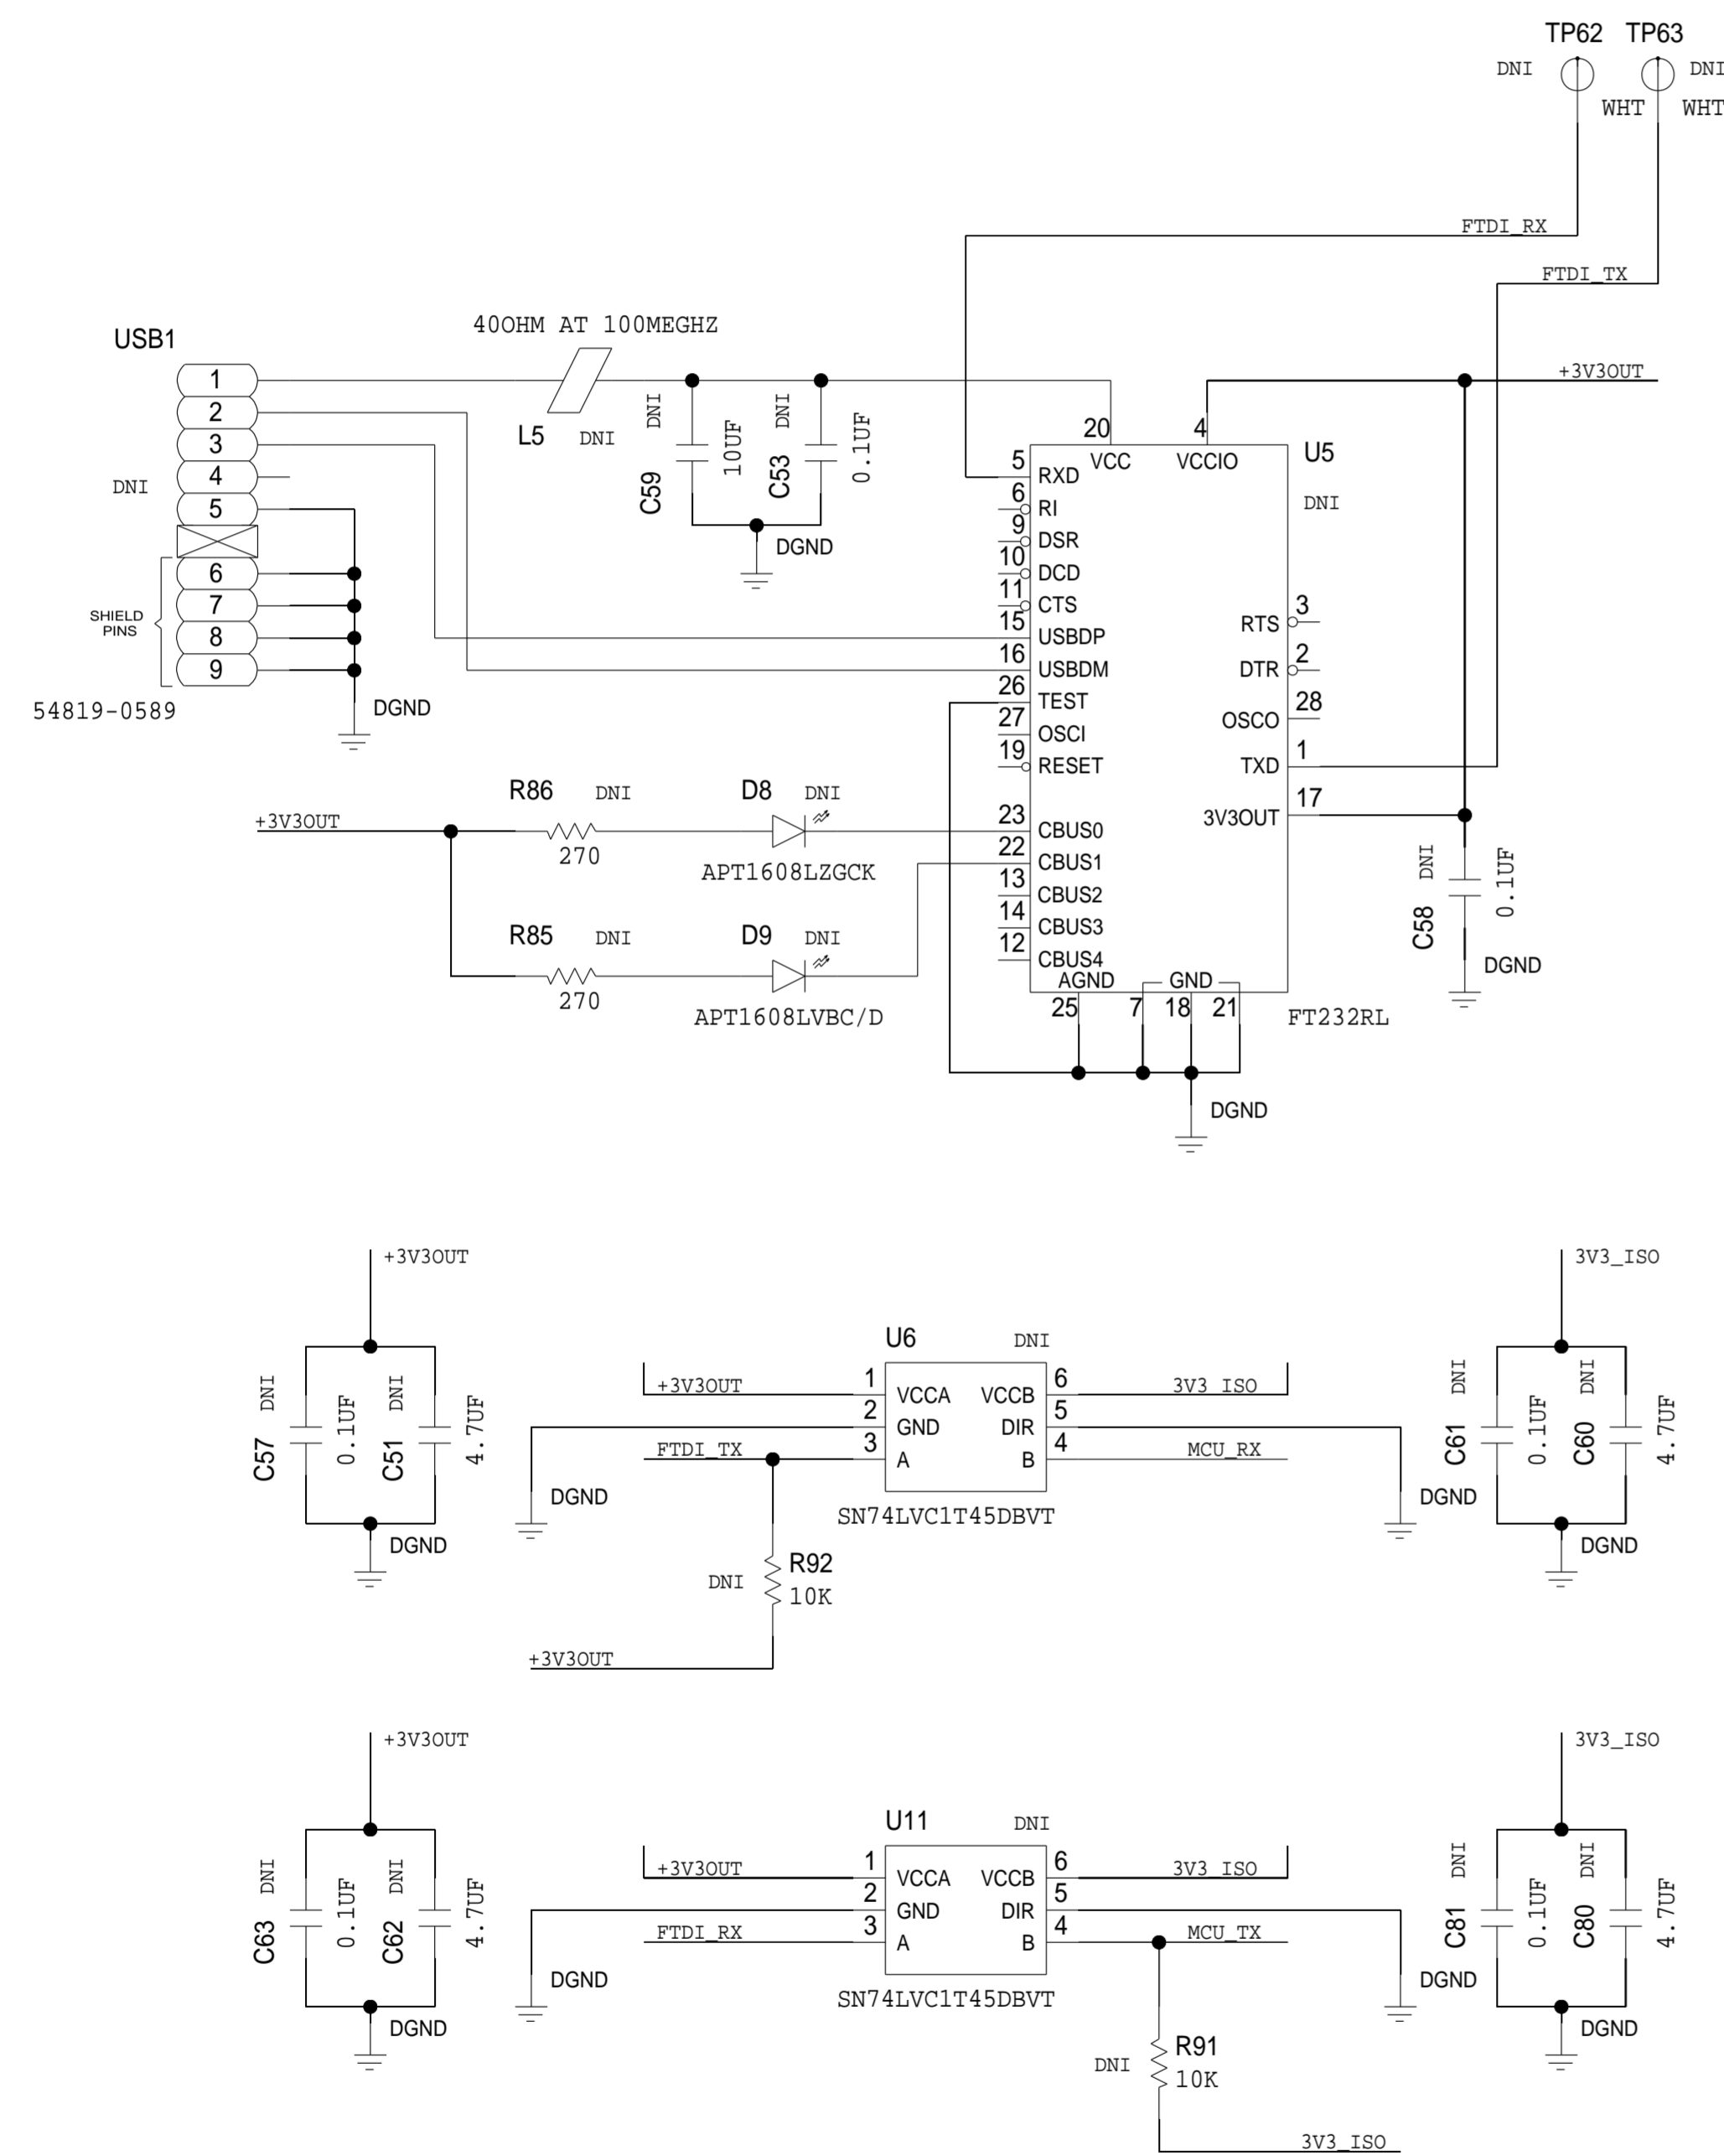 TP62 TP63
DNI DNI
WHT WHT
FTDI_RX
FTDI_TX
40OHM AT 100MEGHZ
USB1
+3V3OUT
1
2
3
4
5
6
7
8
9
DNI
SHIELD
PINS
54819-0589
DGND
L5 DNI
DNI
C59
10UF
DNI
C53
0.1UF
DGND
20 4
VCC VCCIO
U5
DNI
5 RXD
6 RI
9 DSR
10 DCD
11 CTS
15 USBDP
16 USBDM
26 TEST
27 OSCI
19 RESET
23 CBUS0
22 CBUS1
13 CBUS2
14 CBUS3
12 CBUS4
RTS 3
DTR 2
OSCO 28
TXD 1
3V3OUT 17
AGND GND
25 7 18 21
FT232RL
DGND
DNI
C58
0.1UF
DGND
+3V3OUT
R86 DNI
270
D8 DNI
APT1608LZGCK
R85 DNI
270
D9 DNI
APT1608LVBC/D
+3V3OUT
DNI
C57
0.1UF
DNI
C51
4.7UF
DGND
U6 DNI
+3V3OUT 1 VCCA VCCB 6 3V3_ISO
2 GND DIR 5
FTDI_TX 3 A B 4 MCU_RX
DGND
SN74LVC1T45DBVT
DGND
R92
DNI
10K
+3V3OUT
3V3_ISO
DNI
C61
0.1UF
DNI
C60
4.7UF
DGND
+3V3OUT
DNI
C63
0.1UF
DNI
C62
4.7UF
DGND
U11 DNI
+3V3OUT 1 VCCA VCCB 6 3V3_ISO
2 GND DIR 5
FTDI_RX 3 A B 4 MCU_TX
DGND
SN74LVC1T45DBVT
DGND
R91
DNI
10K
3V3_ISO
3V3_ISO
DNI
C81
0.1UF
DNI
C80
4.7UF
DGND